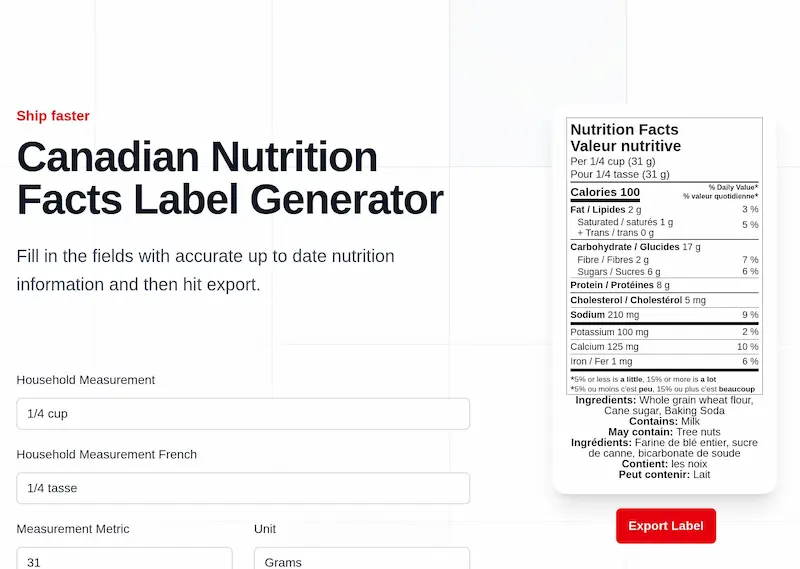 Ship faster
Canadian Nutrition
Facts Label Generator
Fill in the fields with accurate up to date nutrition
information and then hit export.
Household Measurement
1/4 cup
Household Measurement French
1/4 tasse
Measurement Metric
Unit
31
Grams
Nutrition Facts
Valeur nutritive
Per 1/4 cup (31 g)
Pour 1/4 tasse (31 g)
Calories 100
% Daily Value*
% valeur quotidienne*
Fat / Lipides 2 g 3 %
Saturated / saturés 1 g
+ Trans / trans 0 g
5 %
Carbohydrate / Glucides 17 g
Fibre / Fibres 2 g 7 %
Sugars / Sucres 6 g 6 %
Protein / Protéines 8 g
Cholesterol / Cholestérol 5 mg
Sodium 210 mg 9 %
Potassium 100 mg 2 %
Calcium 125 mg 10 %
Iron / Fer 1 mg 6 %
*5% or less is a little, 15% or more is a lot
*5% ou moins c'est peu, 15% ou plus c'est beaucoup
Ingredients: Whole grain wheat flour,
Cane sugar, Baking Soda
Contains: Milk
May contain: Tree nuts
Ingrédients: Farine de blé entier, sucre
de canne, bicarbonate de soude
Contient: les noix
Peut contenir: Lait
Export Label